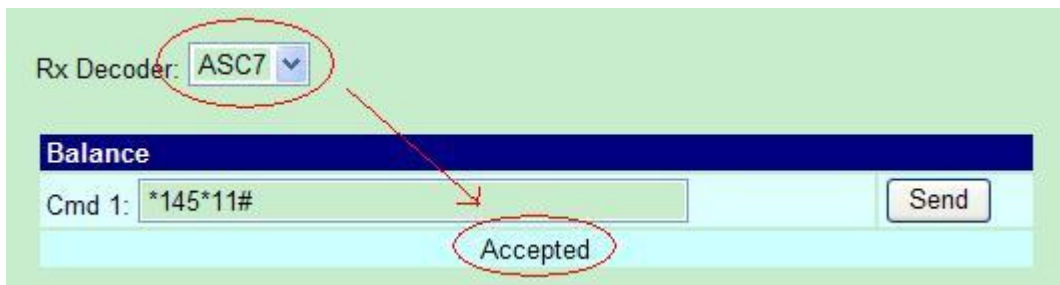 Rx Decoder: ASC7
Balance
Cmd 1: *145*11# Send
Accepted